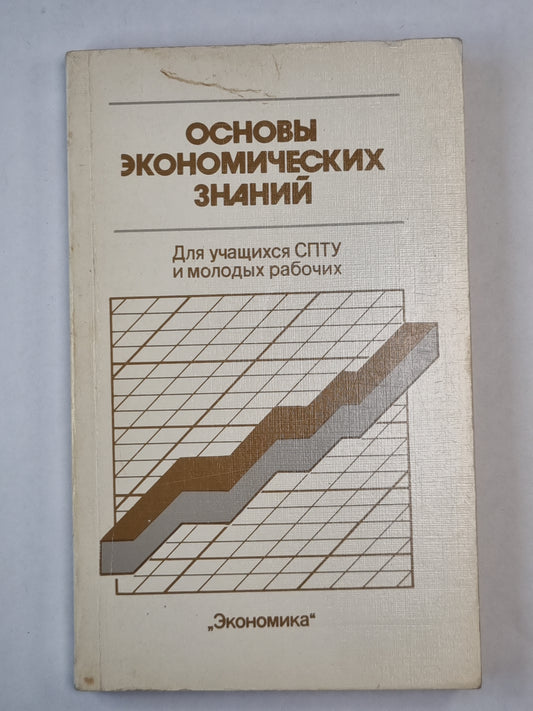 ОСНОВЫ
ЭКОНОМИЧЕСКИХ
ЗНАНИЙ
Для учащихся СПТУ
и молодых рабочих
„Экономика“